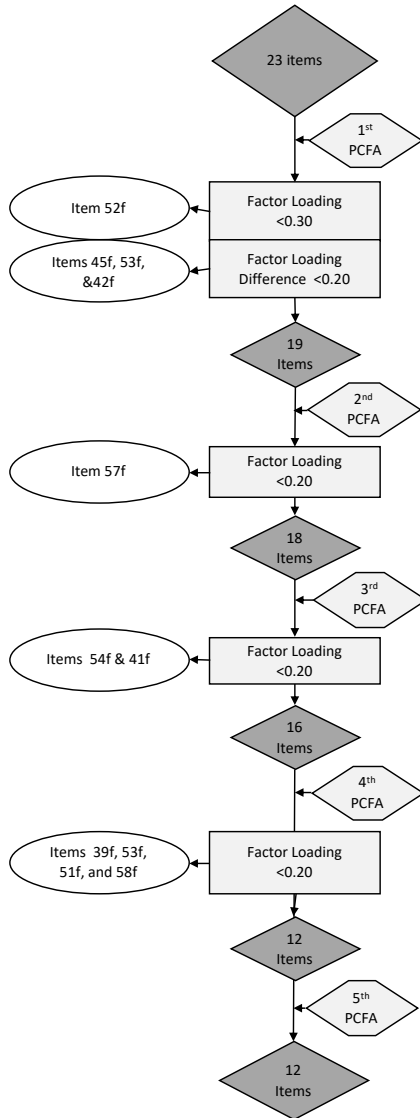 23 items
1st
PCFA
Item 52f
Factor Loading
<0.30
Items 45f, 53f,
&42f
Factor Loading
Difference <0.20
19
Items
2nd
PCFA
Item 57f
Factor Loading
<0.20
18
Items
3rd
PCFA
Items 54f & 41f
Factor Loading
<0.20
16
Items
4th
PCFA
Items 39f, 53f,
51f, and 58f
Factor Loading
<0.20
12
Items
5th
PCFA
12
Items